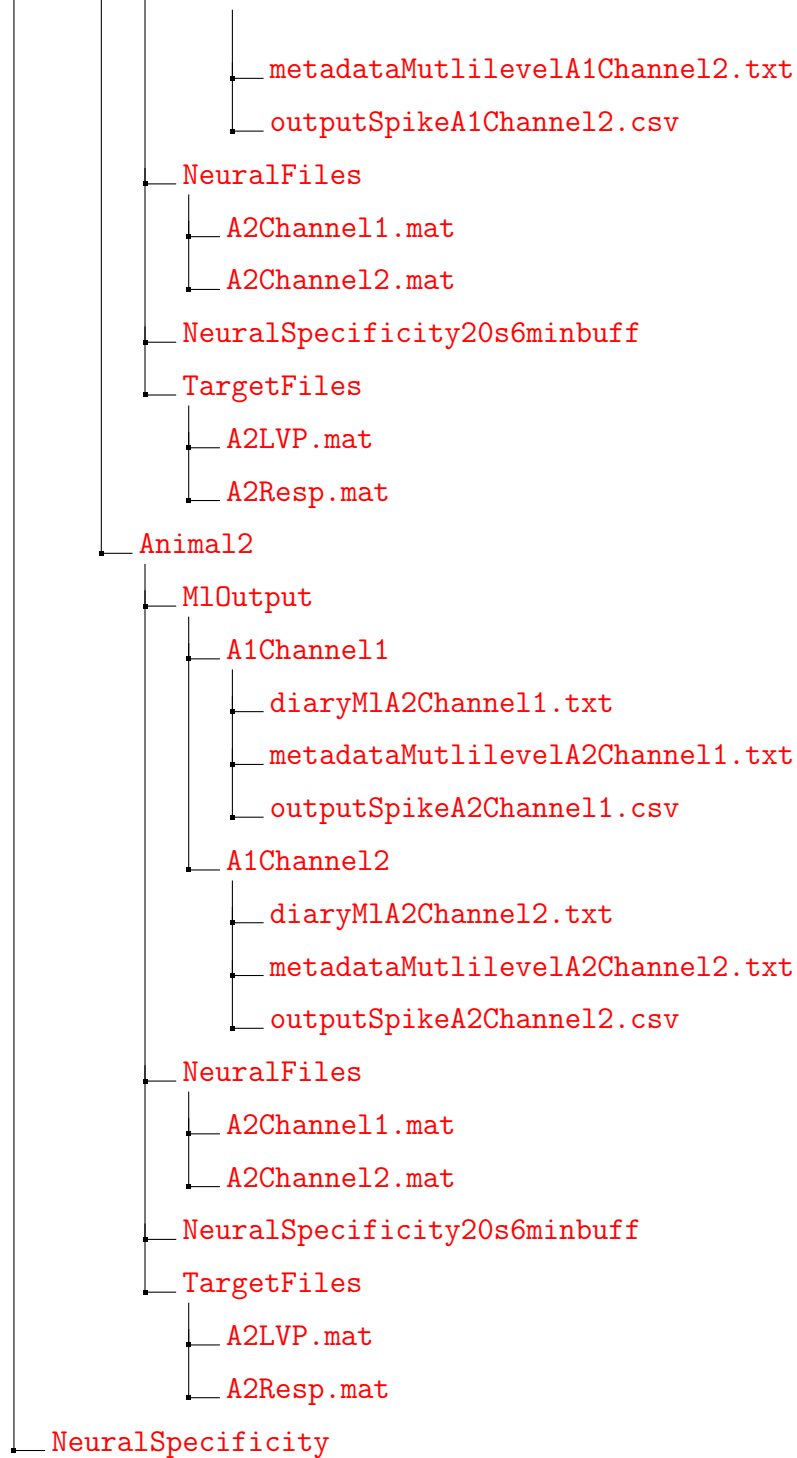 metadataMutlilevelA1Channel2.txt
outputSpikeA1Channel2.csv
NeuralFiles
A2Channel1.mat
A2Channel2.mat
NeuralSpecificity20s6minbuff
TargetFiles
A2LVP.mat
A2Resp.mat
Animal2
MlOutput
A1Channel1
diaryMlA2Channel1.txt
metadataMutlilevelA2Channel1.txt
outputSpikeA2Channel1.csv
A1Channel2
diaryMlA2Channel2.txt
metadataMutlilevelA2Channel2.txt
outputSpikeA2Channel2.csv
NeuralFiles
A2Channel1.mat
A2Channel2.mat
NeuralSpecificity20s6minbuff
TargetFiles
A2LVP.mat
A2Resp.mat
NeuralSpecificity